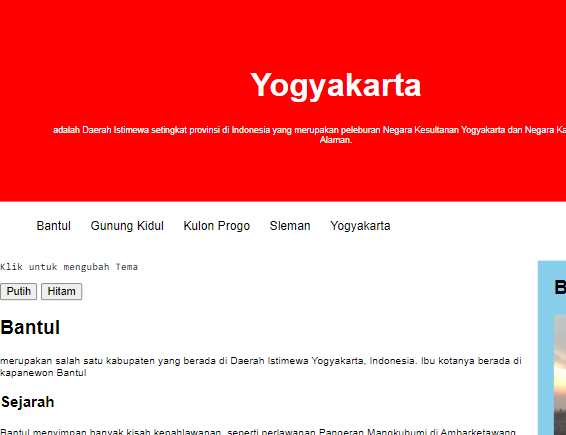 Yogyakarta
adalah Daerah Istimewa setingkat provinsi di Indonesia yang merupakan peleburan Negara Kesultanan Yogyakarta dan Negara Ka
Alaman.
Bantul Gunung Kidul Kulon Progo Sleman Yogyakarta
Klik untuk mengubah Tema
Putih Hitam
B
Bantul
merupakan salah satu kabupaten yang berada di Daerah Istimewa Yogyakarta, Indonesia. Ibu kotanya berada di
kapanewon Bantul
Sejarah
Bantul menyimpan banyak kisah kepahlawanan, seperti perlawanan Pangeran Mangkubumi di Ambarketawang